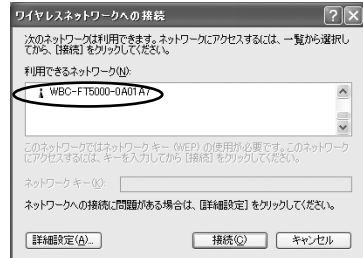 ワイヤレスネットワークへの接続
次のネットワークは利用できます。ネットワークにアクセスするには、一覧から選択し
てから、[接続] をクリックしてください。
利用できるネットワーク(N):
WBC-FT5000-0A01A7
このネットワークではネットワーク キー (WEP) の使用が必要です。このネットワーク
にアクセスするには、キーを入力してから [接続] をクリックしてください。
ネットワーク キー(K):
ネットワークへの接続に問題がある場合は、[詳細設定] をクリックしてください。
詳細設定(A)... 接続(C) キャンセル